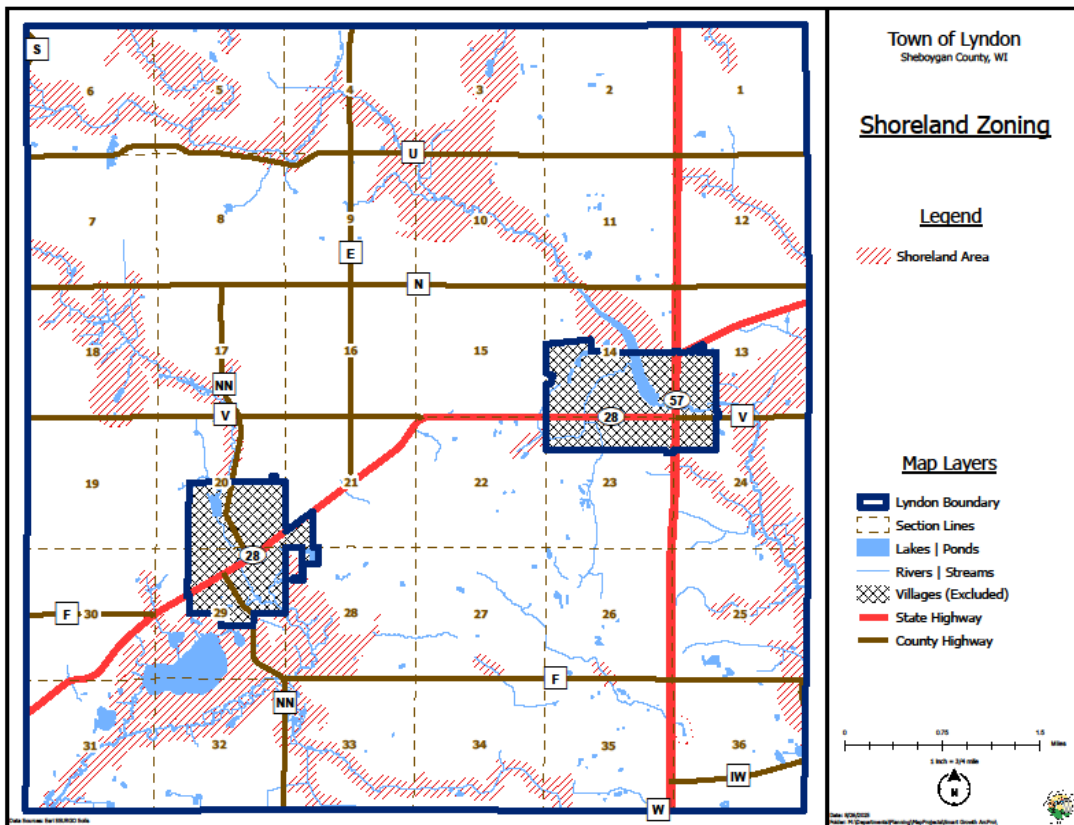 S
6
5
4
3
2
1
U
7
8
9
10
11
12
E
N
18
17
16
15
14
13
NN
57
V
28
V
19
20
21
22
23
24
28
F
30
29
28
27
26
25
F
NN
31
32
33
34
35
36
IW
W
Town of Lyndon
Sheboygan County, WI
Shoreland Zoning
Legend
Shoreland Area
Map Layers
Lyndon Boundary
Section Lines
Lakes | Ponds
Rivers | Streams
Villages (Excluded)
State Highway
County Highway
0 0.75 1.5
Miles
1 inch = 3/4 mile
N